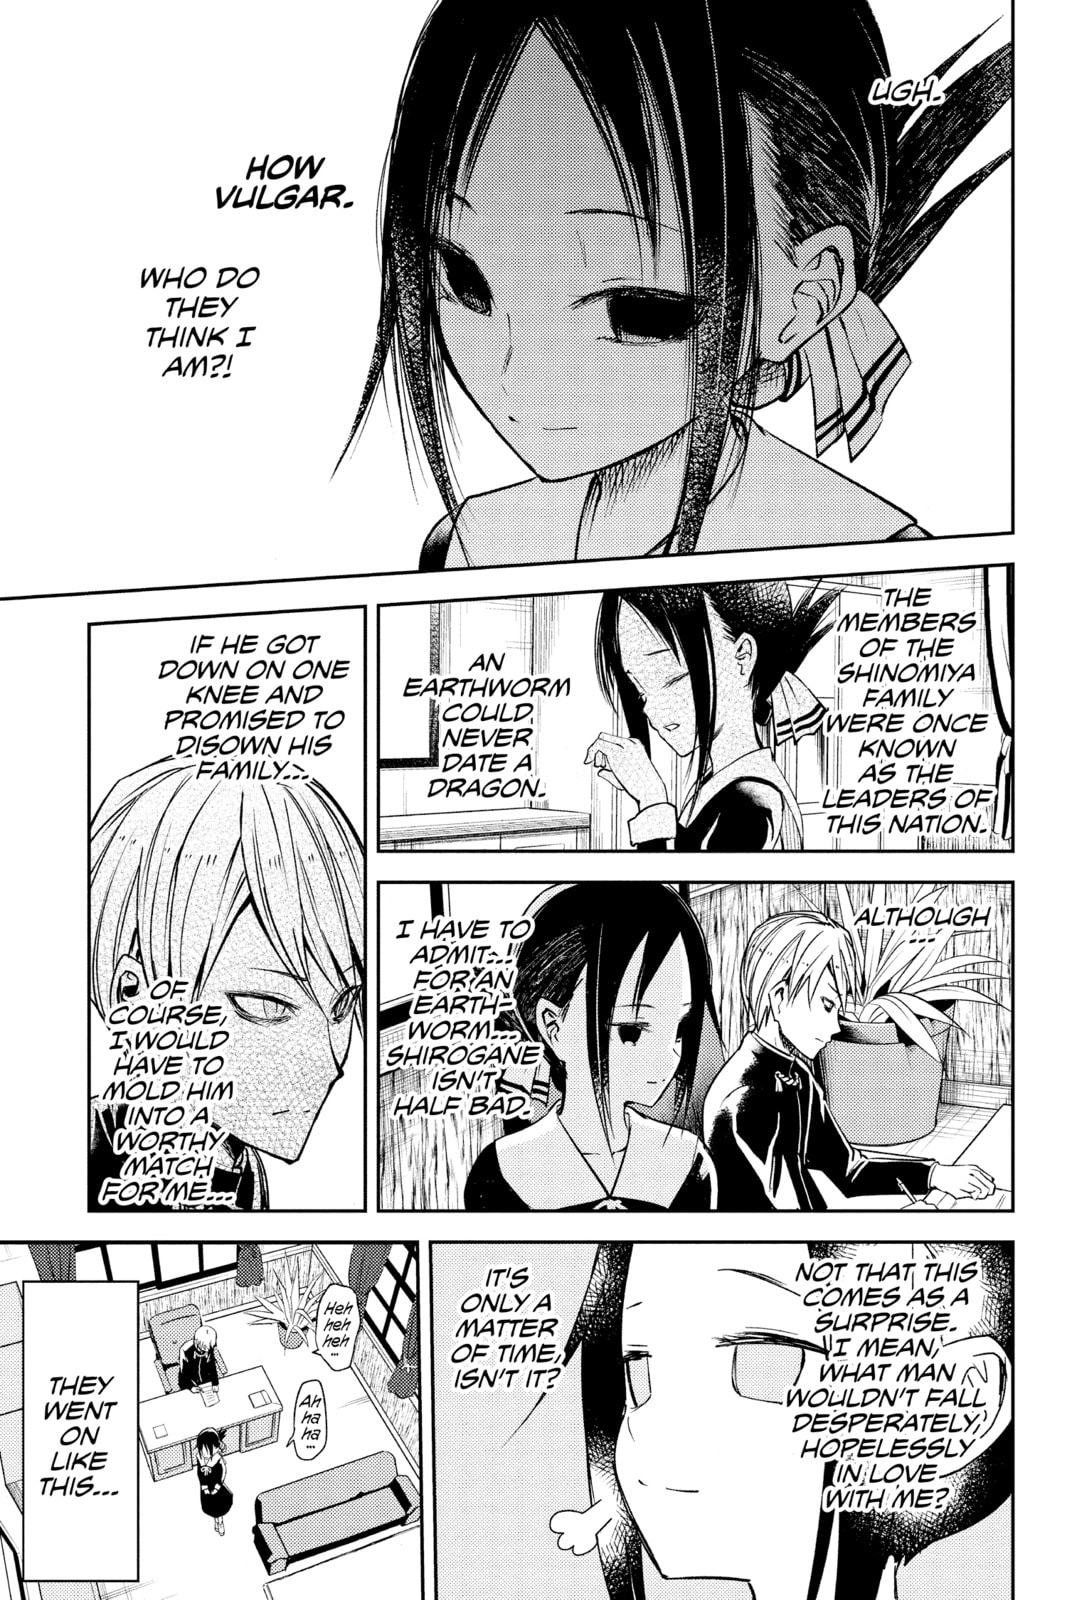 UGH.
HOW
VULGAR.
WHO DO
THEY
THINK I
AM?!
THE
MEMBERS
OF THE
SHINOMIYA
FAMILY
WERE ONCE
KNOWN
AS THE
LEADERS OF
THIS NATION.
AN
EARTHWORM
COULD
NEVER
DATE A
DRAGON.
ALTHOUGH
...
I HAVE TO
ADMIT...
FOR AN
EARTH-
WORM...
SHIROGANE
ISN'T
HALF BAD.
IF HE GOT
DOWN ON ONE
KNEE AND
PROMISED TO
DISOWN HIS
FAMILY...
OF
COURSE,
I WOULD
HAVE TO
MOLD HIM
INTO A
WORTHY
MATCH
FOR ME...
NOT THAT THIS
COMES AS A
SURPRISE.
I MEAN,
WHAT MAN
WOULDN'T FALL
DESPERATELY,
HOPELESSLY
IN LOVE
WITH ME?
IT'S
ONLY A
MATTER
OF TIME,
ISN'T IT?
Heh
heh
heh
...
Ah
ha
ha
...
THEY
WENT
ON
LIKE
THIS...